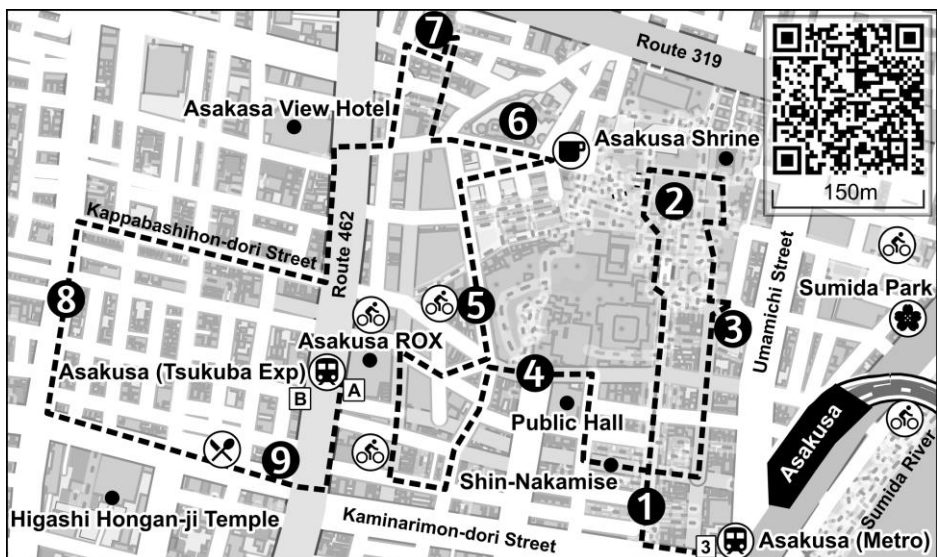 7
Route 319
6
Asakasa View Hotel
Asakusa Shrine
150m
2
Kappabashihon-dori Street
Route 462
Umamichi Street
8
5
Sumida Park
3
Asakusa ROX
Asakusa (Tsukuba Exp)
A
B
4
Public Hall
Asakusa
9
Shin-Nakamise
1
Sumida River
Higashi Hongan-ji Temple
Kaminarimon-dori Street
3
Asakusa (Metro)